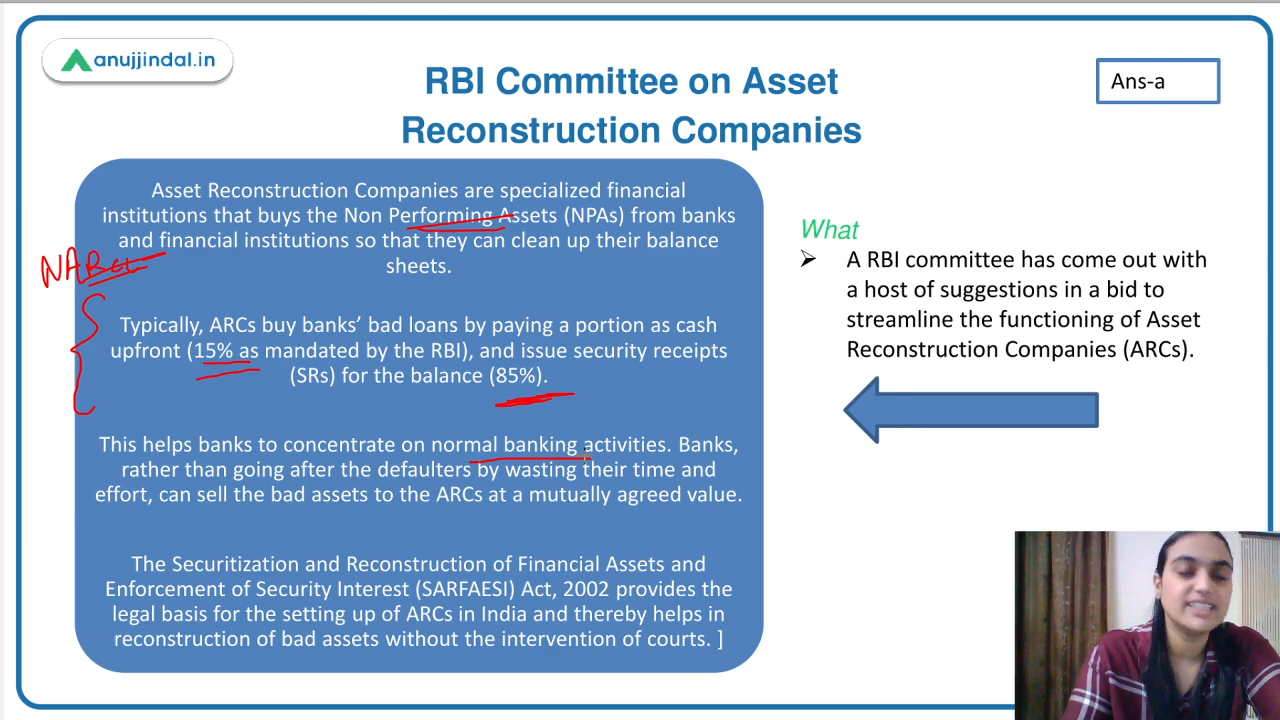 anujjindal.in
RBI Committee on Asset
Reconstruction Companies
Ans-a
Asset Reconstruction Companies are specialized financial
institutions that buys the Non Performing Assets (NPAs) from banks
and financial institutions so that they can clean up their balance
sheets.
Typically, ARCs buy banks’ bad loans by paying a portion as cash
upfront (15% as mandated by the RBI), and issue security receipts
(SRs) for the balance (85%).
This helps banks to concentrate on normal banking activities. Banks,
rather than going after the defaulters by wasting their time and
effort, can sell the bad assets to the ARCs at a mutually agreed value.
The Securitization and Reconstruction of Financial Assets and
Enforcement of Security Interest (SARFAESI) Act, 2002 provides the
legal basis for the setting up of ARCs in India and thereby helps in
reconstruction of bad assets without the intervention of courts. ]
What
A RBI committee has come out with
a host of suggestions in a bid to
streamline the functioning of Asset
Reconstruction Companies (ARCs).